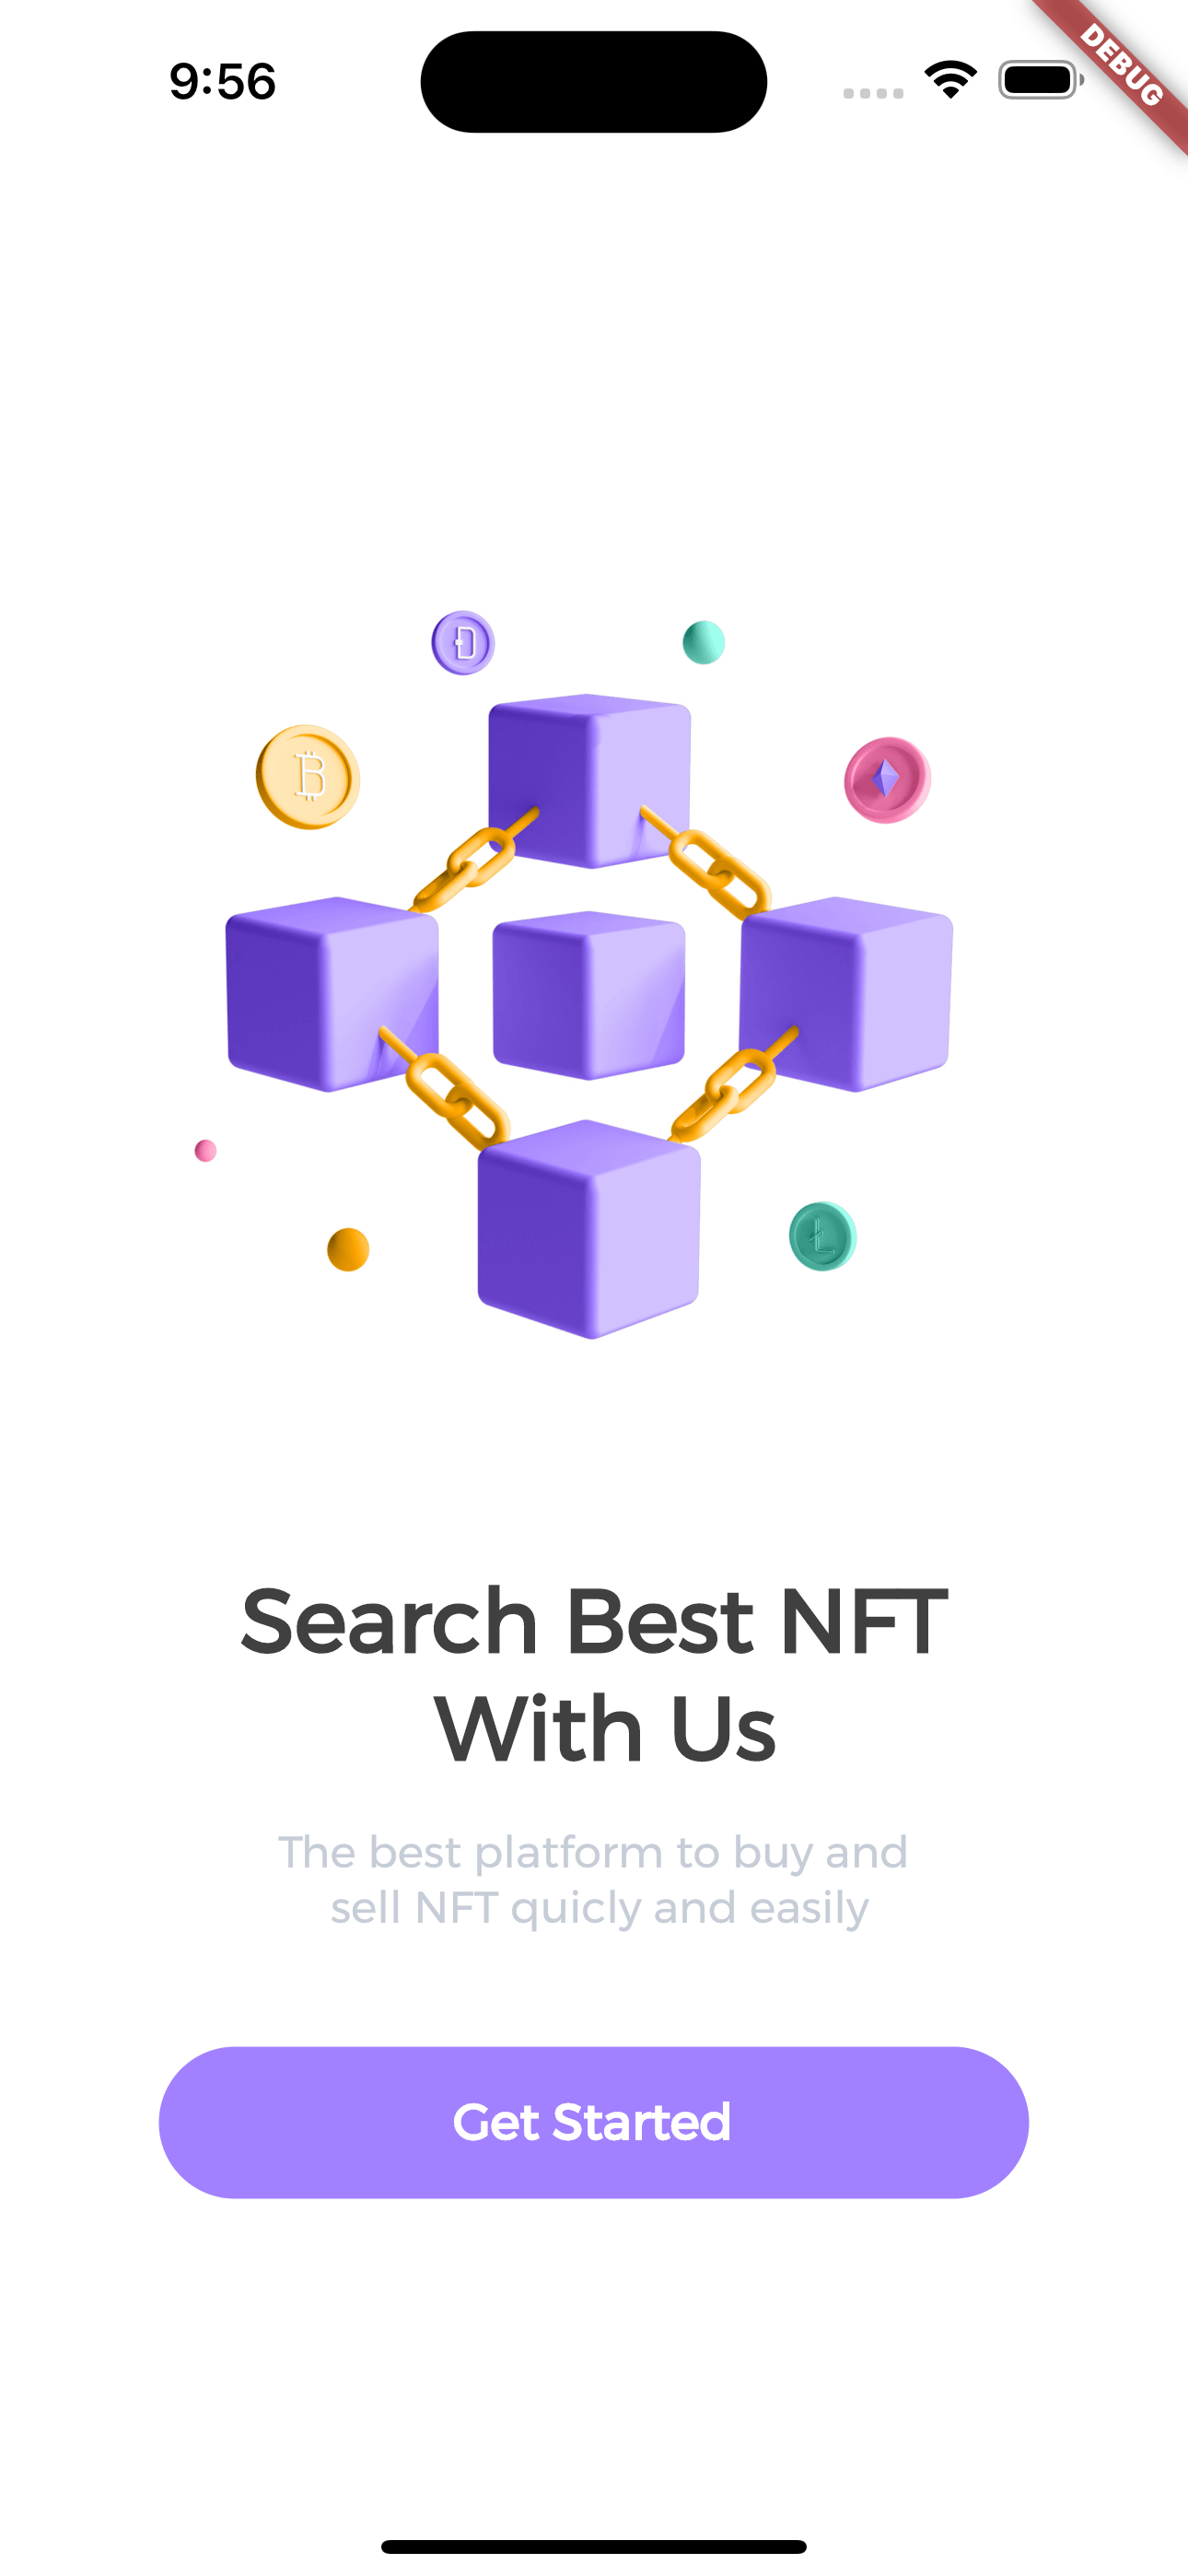 9:56
DEBUG
Search Best NFT
With Us
The best platform to buy and
sell NFT quicly and easily
Get Started